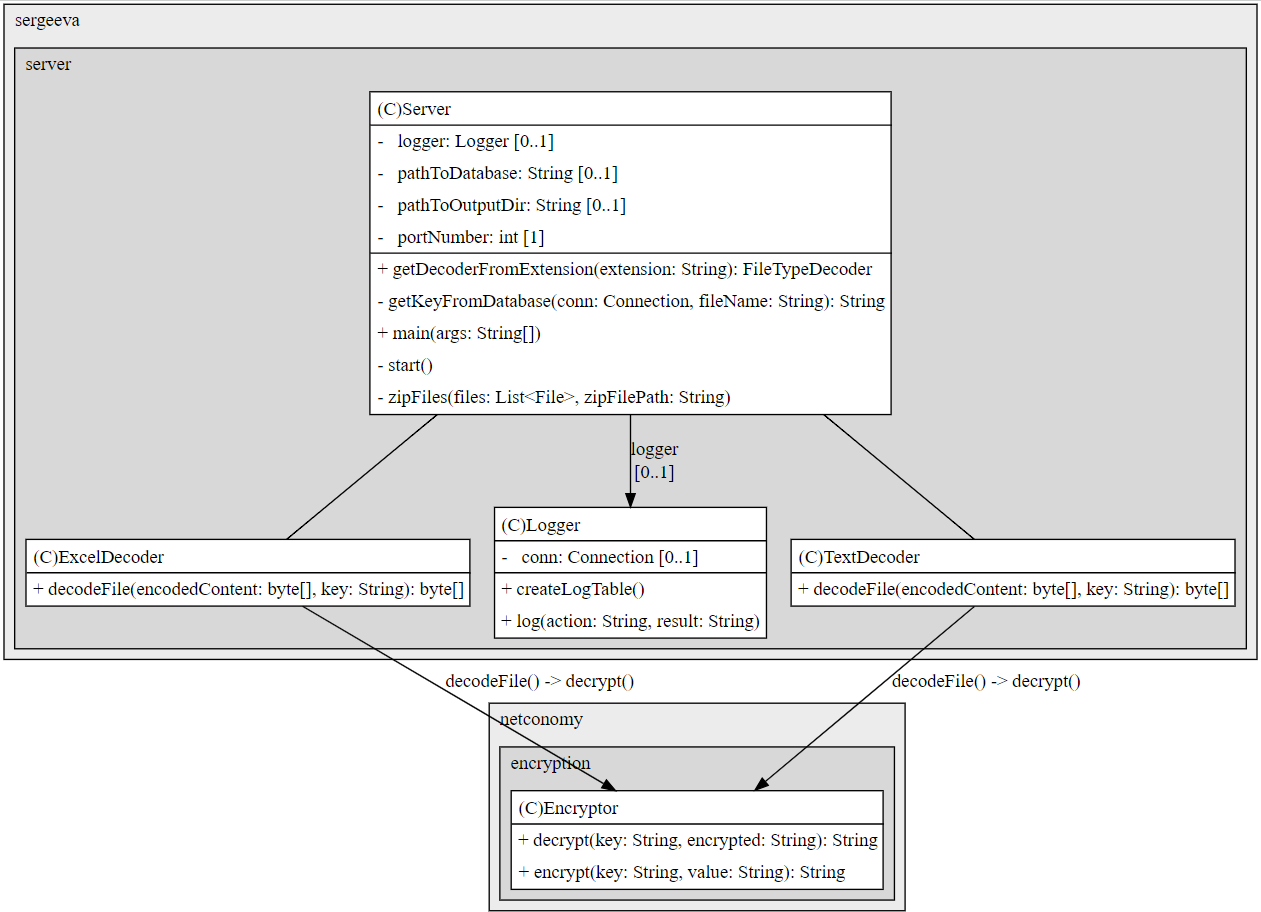 sergeeva
server
(C)Server
- logger: Logger [0..1]
- pathToDatabase: String [0..1]
- pathToOutputDir: String [0..1]
- portNumber: int [1]
+ getDecoderFromExtension(extension: String): FileTypeDecoder
- getKeyFromDatabase(conn: Connection, fileName: String): String
+ main(args: String[])
- start()
- zipFiles(files: List<File>, zipFilePath: String)
logger
[0..1]
(C)ExcelDecoder
+ decodeFile(encodedContent: byte[], key: String): byte[]
(C)Logger
- conn: Connection [0..1]
+ createLogTable()
+ log(action: String, result: String)
(C)TextDecoder
+ decodeFile(encodedContent: byte[], key: String): byte[]
decodeFile() -> decrypt()
decodeFile() -> decrypt()
netconomy
encryption
(C)Encryptor
+ decrypt(key: String, encrypted: String): String
+ encrypt(key: String, value: String): String